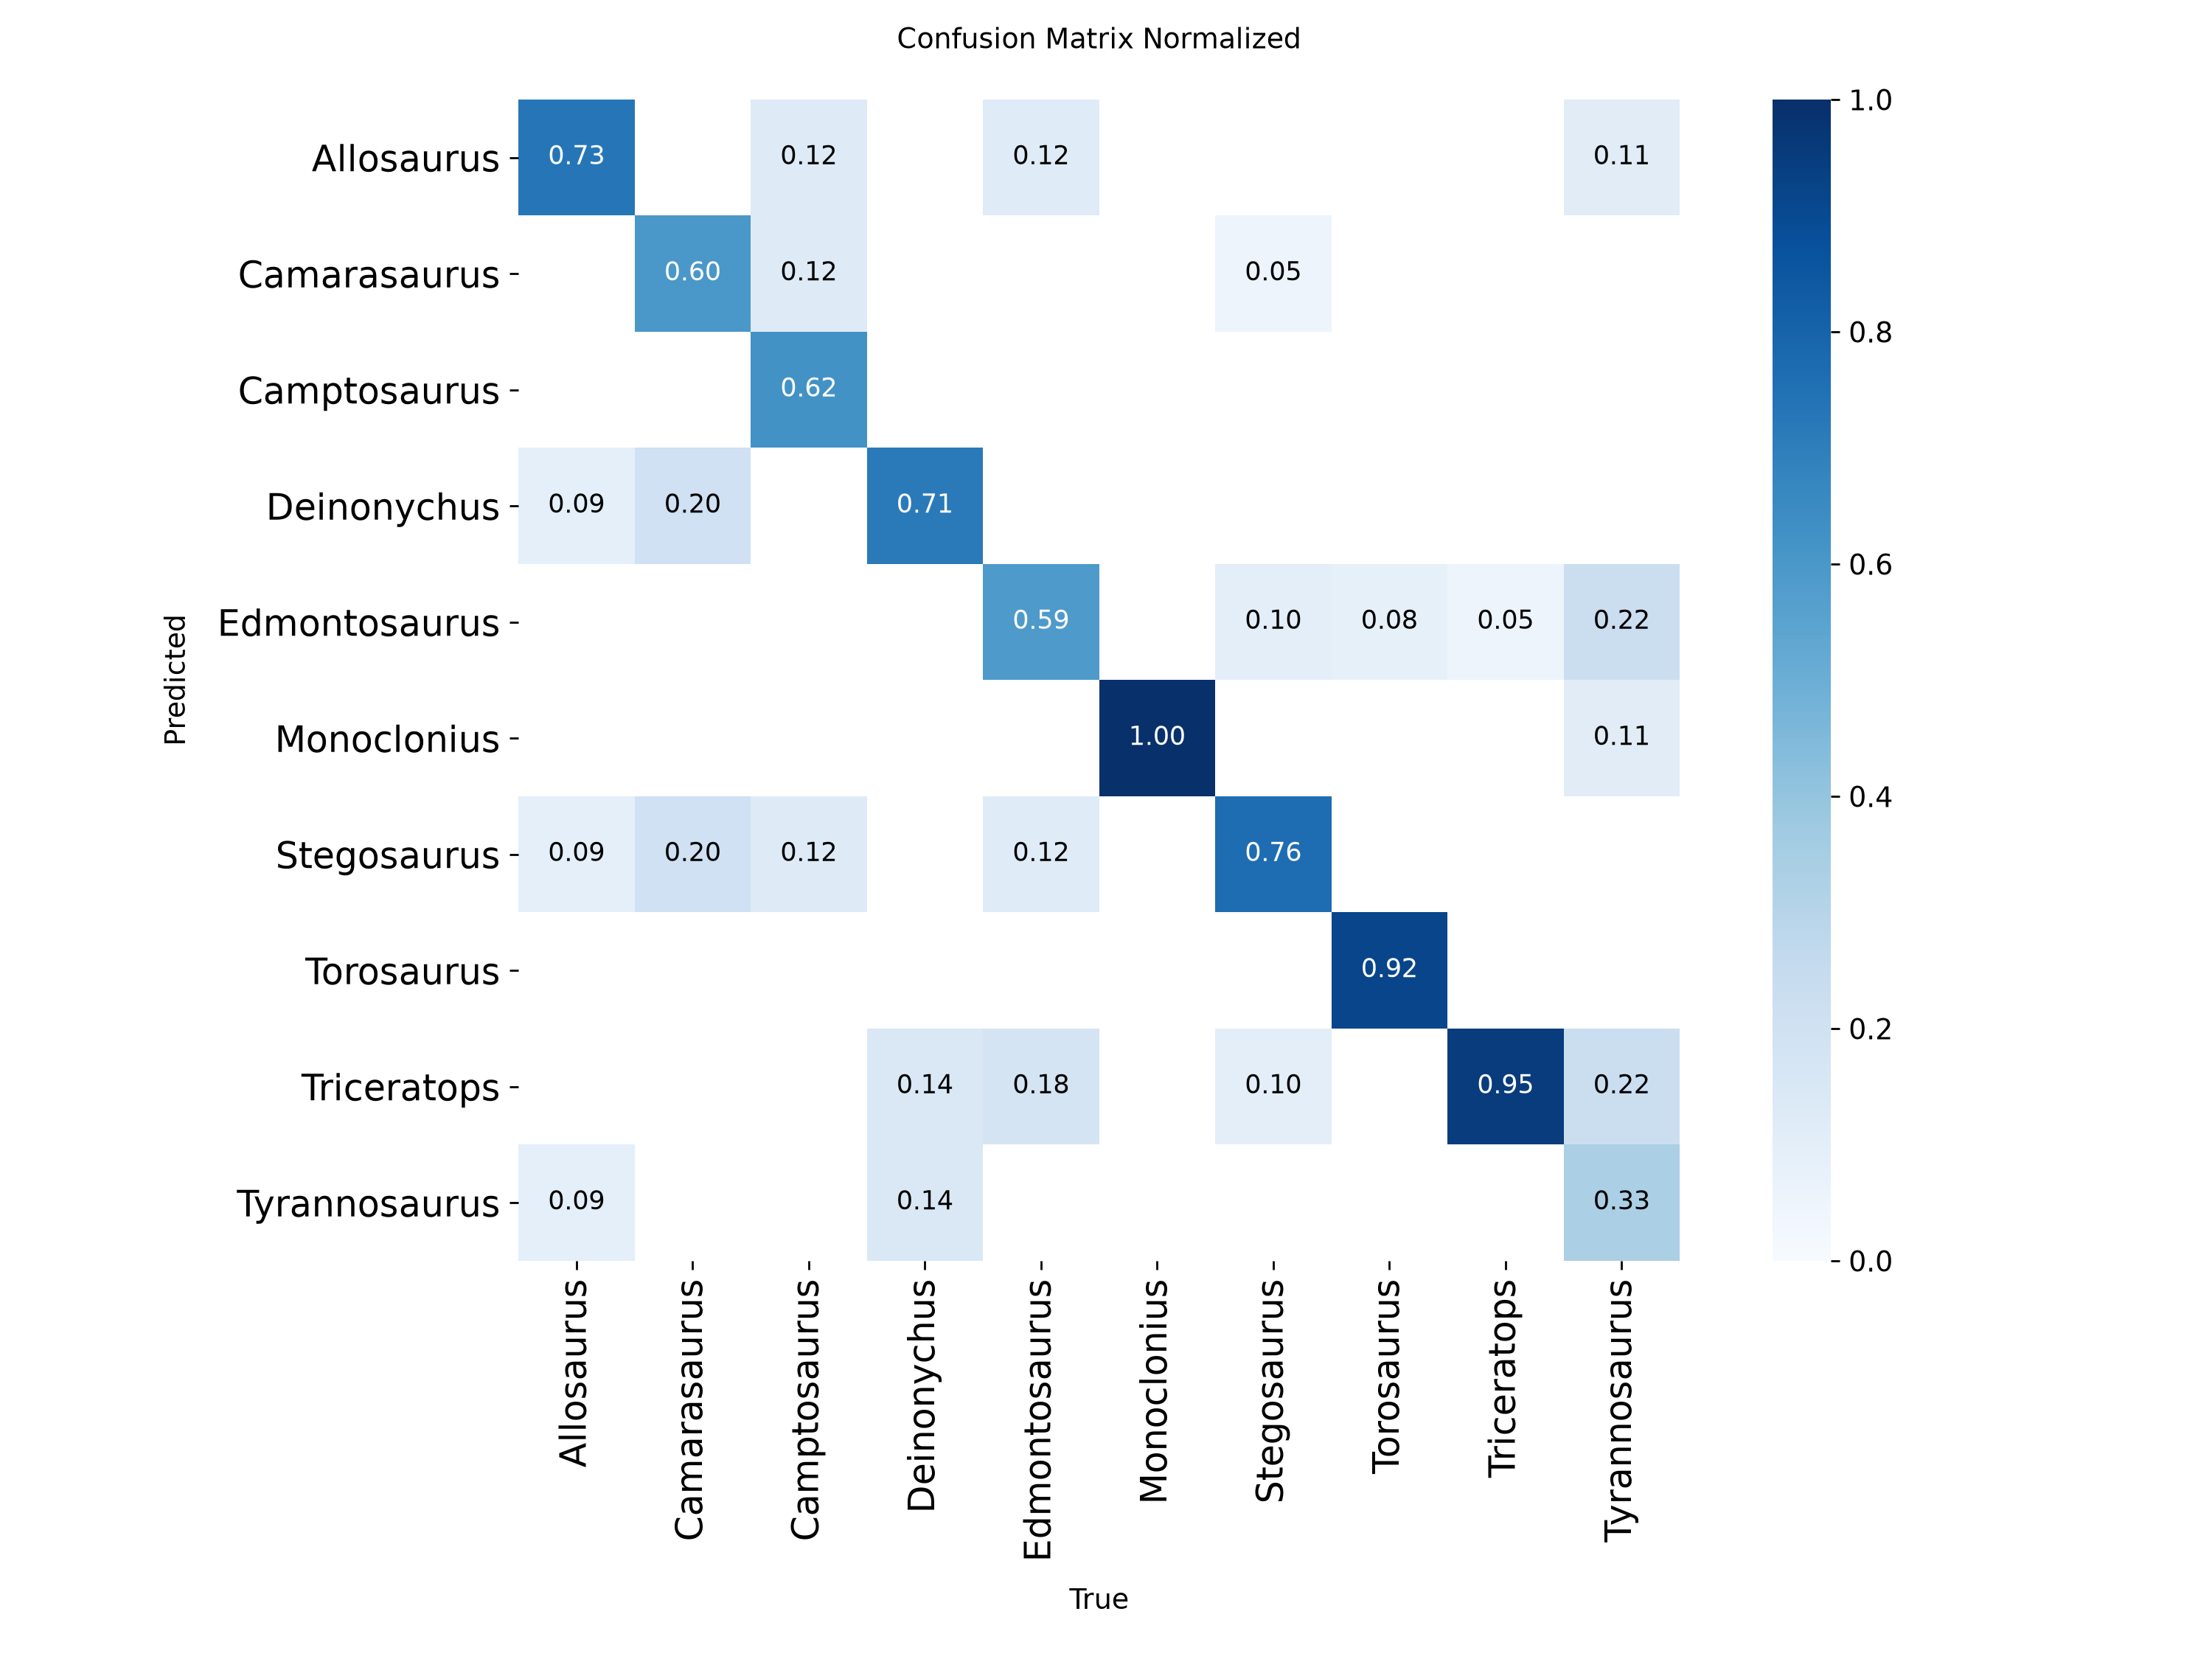 Confusion Matrix Normalized
Allosaurus 0.73 0.12 0.12 0.11 1.0
Camarasaurus 0.60 0.12 0.05
0.8
Camptosaurus 0.62
Deinonychus 0.09 0.20 0.71
0.6
Predicted
Edmontosaurus 0.59 0.10 0.08 0.05 0.22
Monoclonius 1.00 0.11
0.4
Stegosaurus 0.09 0.20 0.12 0.12 0.76
Torosaurus 0.92
0.2
Triceratops 0.14 0.18 0.10 0.95 0.22
Tyrannosaurus 0.09 0.14 0.33
0.0
Allosaurus
Camarasaurus
Camptosaurus
Deinonychus
Edmontosaurus
Monoclonius
Stegosaurus
Torosaurus
Triceratops
Tyrannosaurus
True